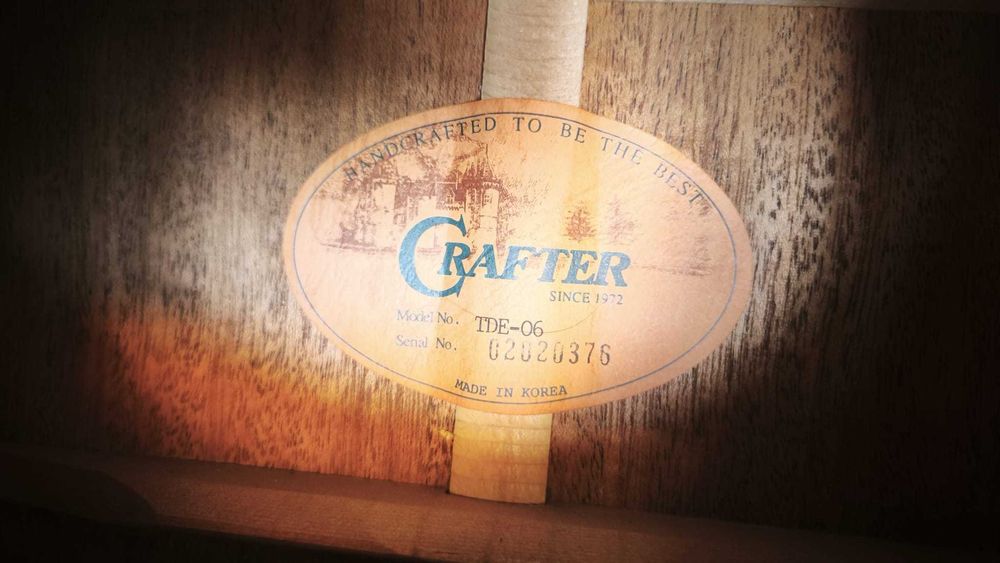 HANDCRAFTED TO BE THE BEST
CRAFTER
SINCE 1972
Model No. TDE-06
Serial No. 02020376
MADE IN KOREA